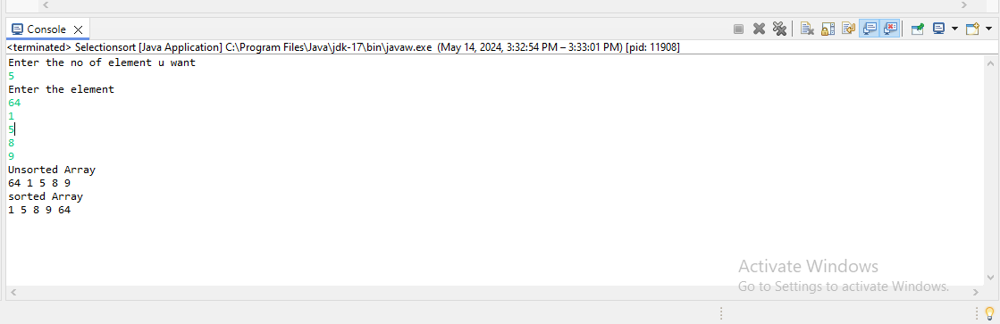 Console
<terminated> Selectionsort [Java Application] C:\Program Files\Java\jdk-17\bin\javaw.exe (May 14, 2024, 3:32:54 PM – 3:33:01 PM) [pid: 11908]
Enter the no of element u want
5
Enter the element
64
1
5
8
9
Unsorted Array
64 1 5 8 9
sorted Array
1 5 8 9 64
Activate Windows
Go to Settings to activate Windows.